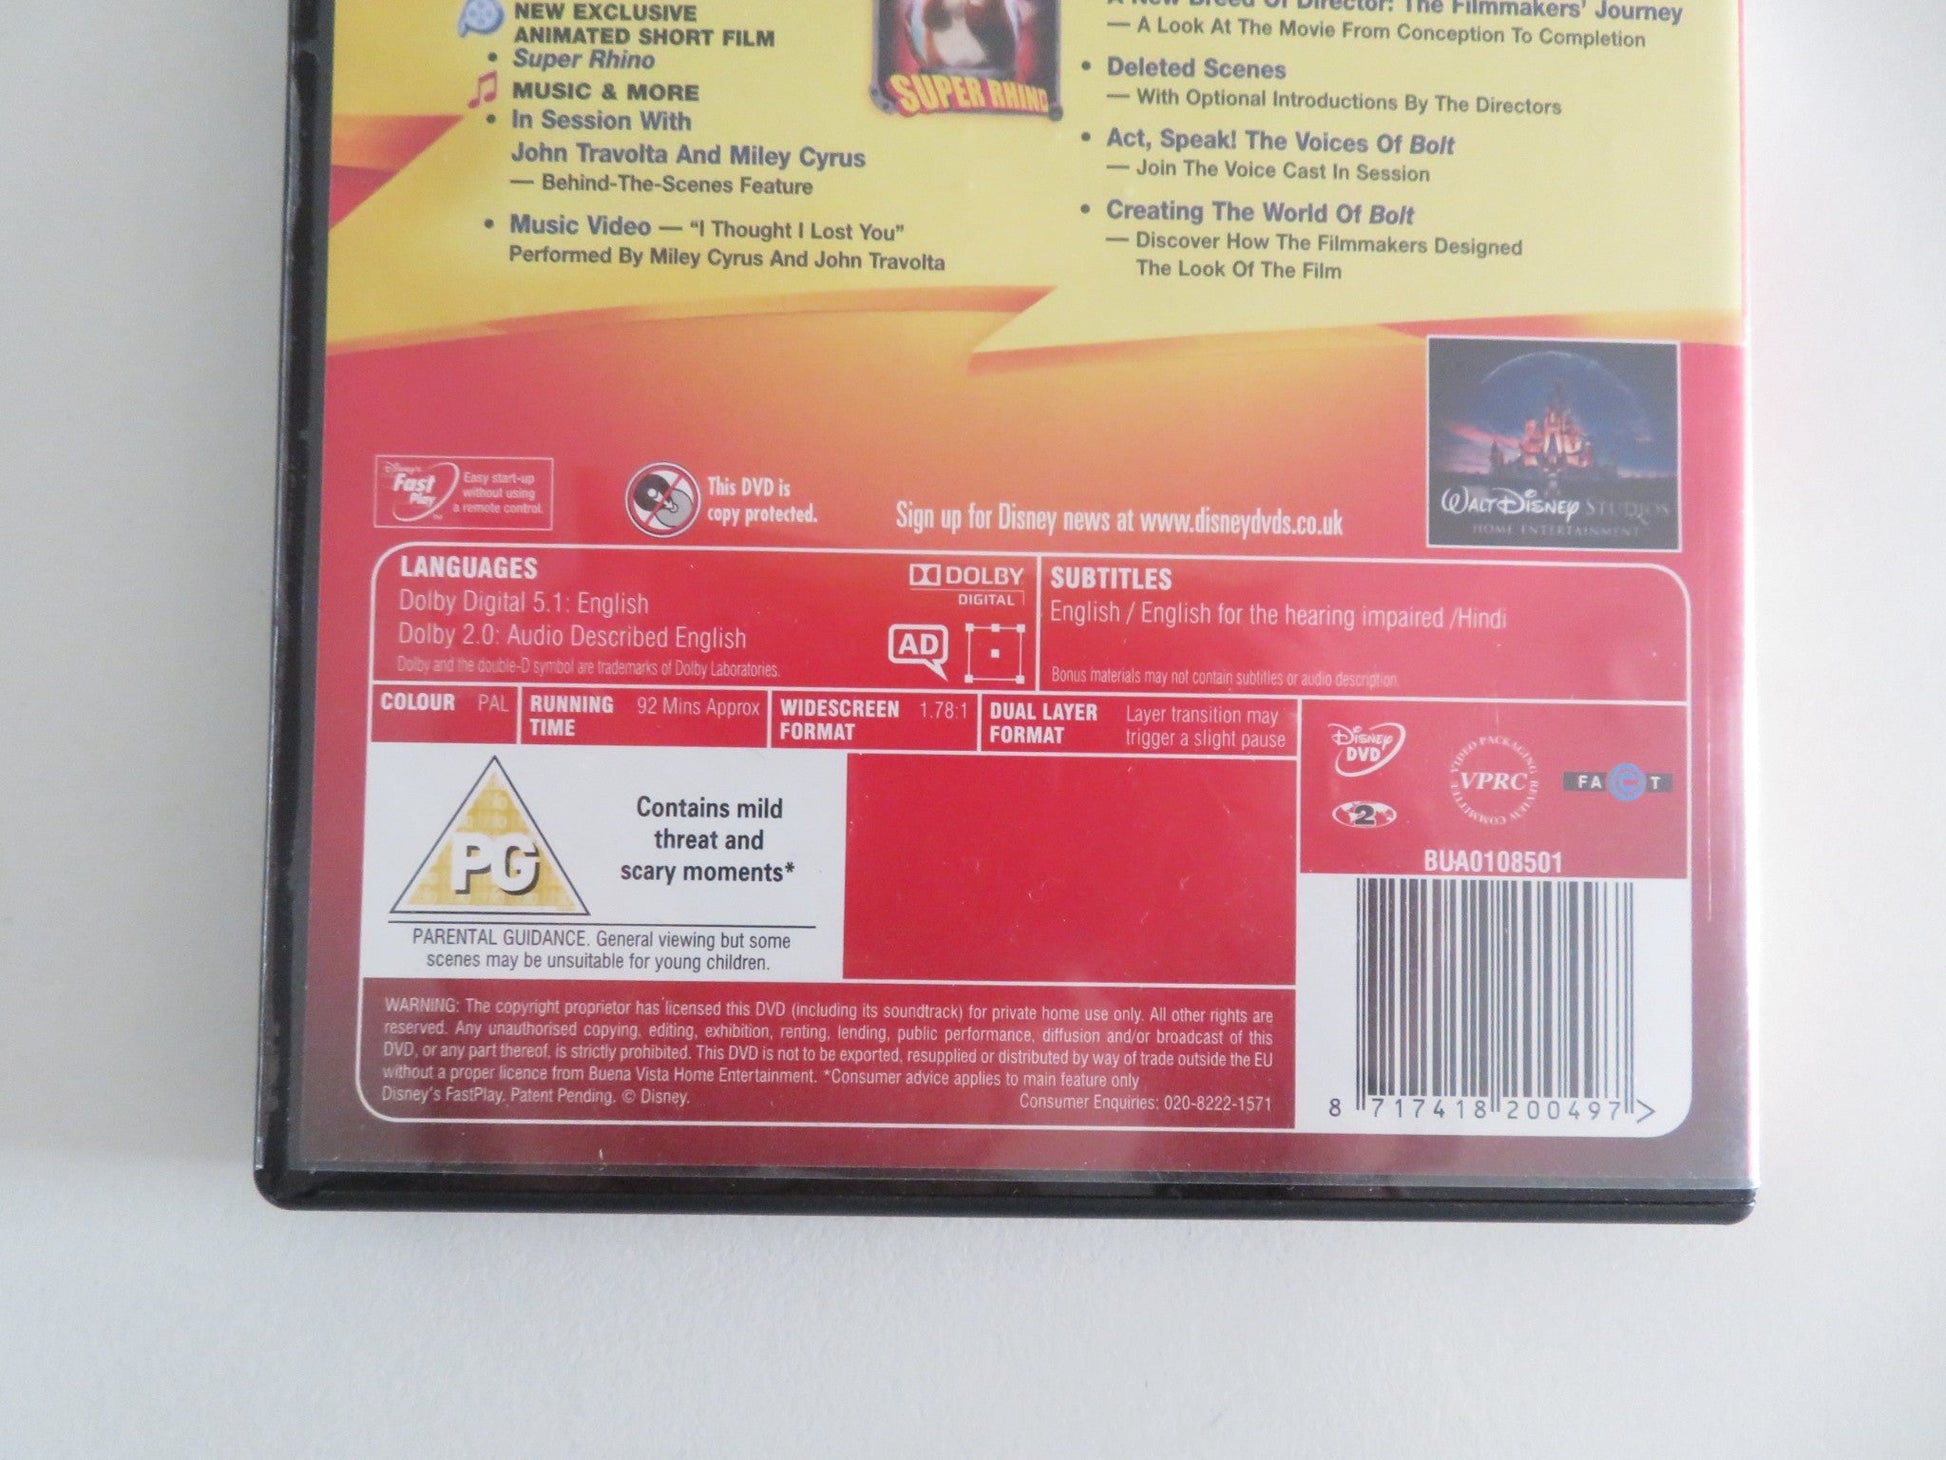 NEW EXCLUSIVE
ANIMATED SHORT FILM
• Super Rhino
MUSIC & MORE
• In Session With
John Travolta And Miley Cyrus
— Behind-The-Scenes Feature
• Music Video — “I Thought I Lost You”
Performed By Miley Cyrus And John Travolta
SUPER RHINO
A New Breed Of Director: The Filmmakers’ Journey
— A Look At The Movie From Conception To Completion
• Deleted Scenes
— With Optional Introductions By The Directors
• Act, Speak! The Voices Of Bolt
— Join The Voice Cast In Session
• Creating The World Of Bolt
— Discover How The Filmmakers Designed
The Look Of The Film
WALT DISNEY STUDIOS
HOME ENTERTAINMENT
Disney's
Fast
Play
TM
Easy start-up
without using
a remote control.
This DVD is
copy protected.
Sign up for Disney news at www.disneydvds.co.uk
LANGUAGES
Dolby Digital 5.1: English
Dolby 2.0: Audio Described English
Dolby and the double-D symbol are trademarks of Dolby Laboratories.
DOLBY
DIGITAL
AD
SUBTITLES
English / English for the hearing impaired /Hindi
Bonus materials may not contain subtitles or audio description.
COLOUR PAL
RUNNING TIME 92 Mins Approx
WIDESCREEN FORMAT 1.78:1
DUAL LAYER FORMAT
Layer transition may
trigger a slight pause
DISNEY
DVD
2
VIDEO PACKAGING REVIEW COMMITTEE
VPRC
FACT
BUA0108501
PG
Contains mild
threat and
scary moments*
PARENTAL GUIDANCE. General viewing but some
scenes may be unsuitable for young children.
WARNING: The copyright proprietor has licensed this DVD (including its soundtrack) for private home use only. All other rights are
reserved. Any unauthorised copying, editing, exhibition, renting, lending, public performance, diffusion and/or broadcast of this
DVD, or any part thereof, is strictly prohibited. This DVD is not to be exported, resupplied or distributed by way of trade outside the EU
without a proper licence from Buena Vista Home Entertainment. *Consumer advice applies to main feature only
Disney's FastPlay. Patent Pending. © Disney.
Consumer Enquiries: 020-8222-1571
8 717418 200497 >